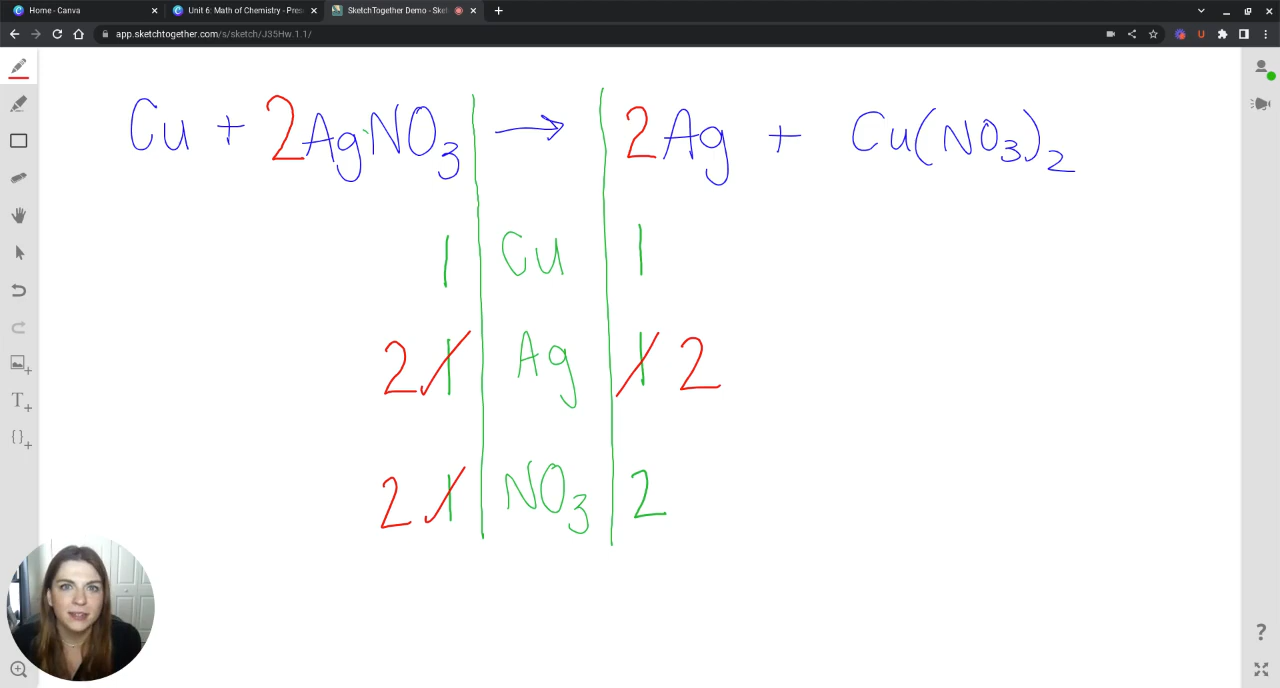 Home - Canva
Unit 6: Math of Chemistry - Pres
SketchTogether Demo - Ske
app.sketchtogether.com/s/sketch/J35Hw.1.1/
Cu + 2AgNO₃ → 2Ag + Cu(NO₃)₂
1 Cu 1
2 1 Ag 1 2
2 1 NO₃ 2